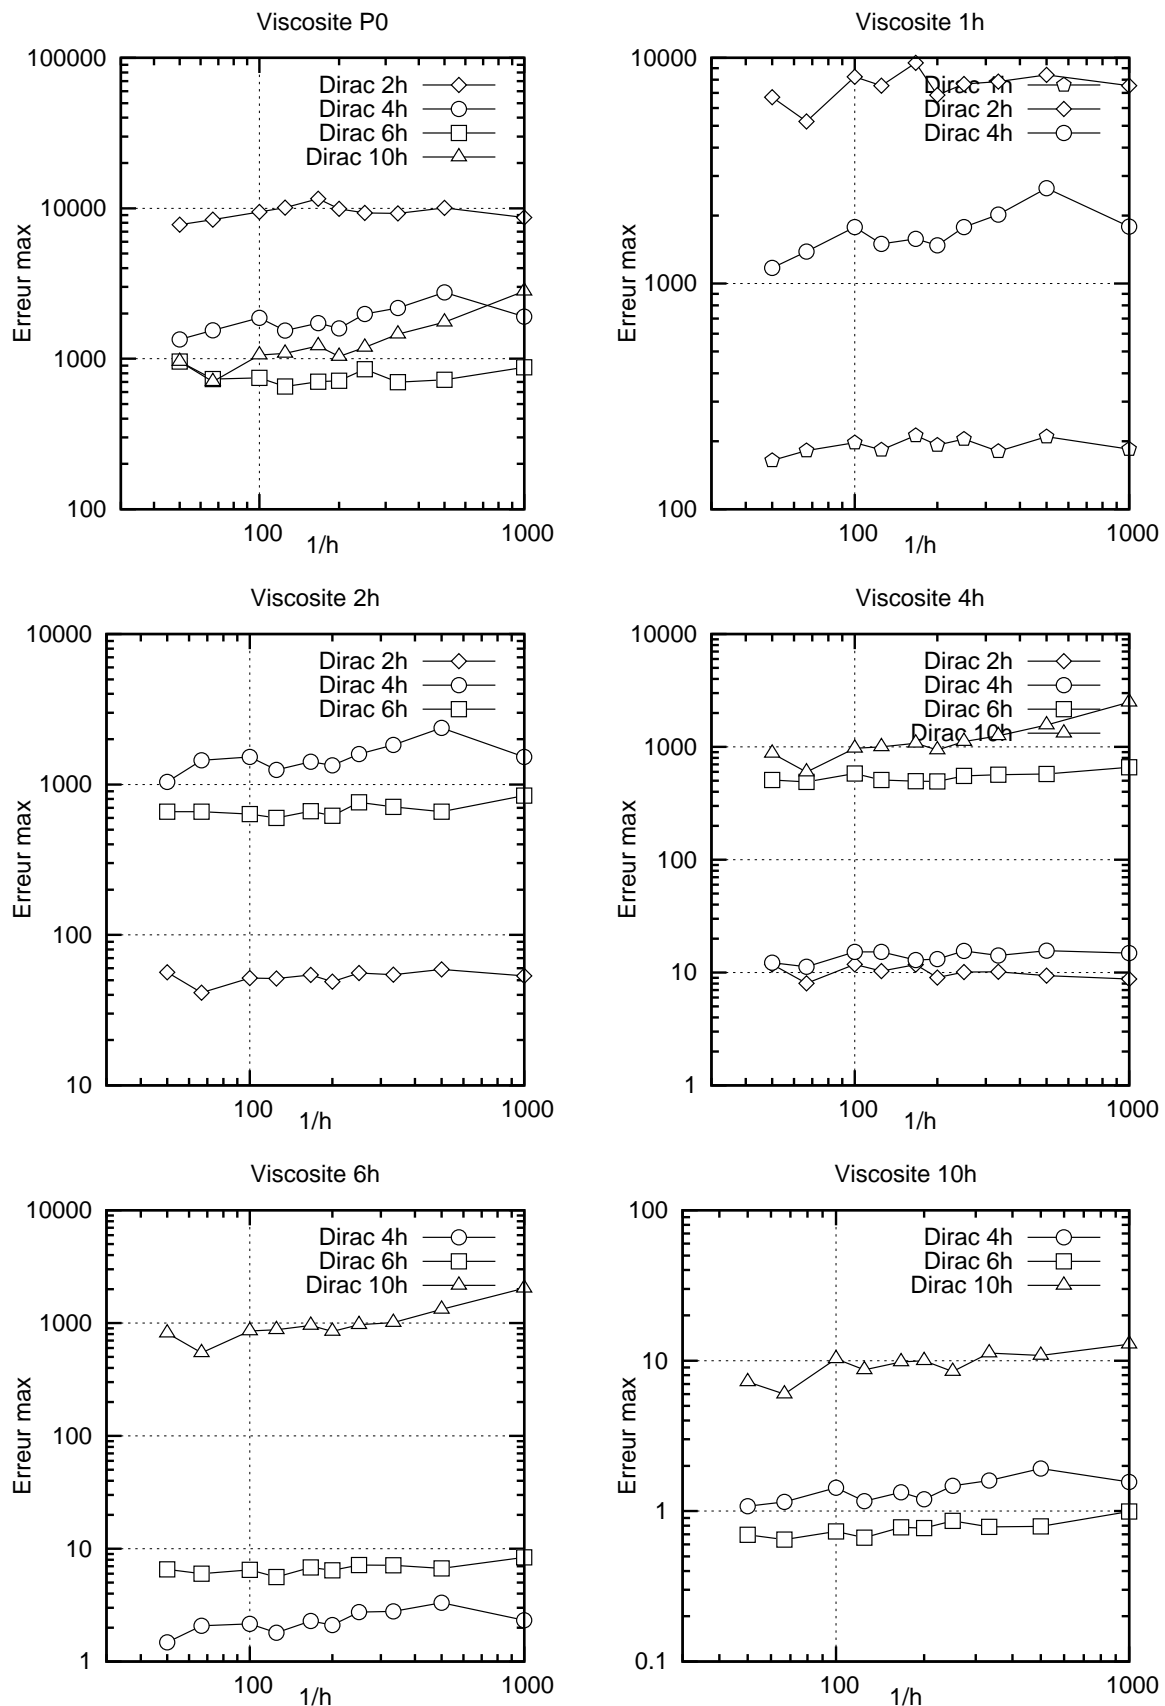 Viscosite P0
100000
10000
1000
100
Erreur max
Dirac 2h
Dirac 4h
Dirac 6h
Dirac 10h
100
1000
1/h
Viscosite 1h
10000
1000
100
Erreur max
Dirac 1h
Dirac 2h
Dirac 4h
100
1000
1/h
Viscosite 2h
10000
1000
100
10
Erreur max
Dirac 2h
Dirac 4h
Dirac 6h
100
1000
1/h
Viscosite 4h
10000
1000
100
10
1
Erreur max
Dirac 2h
Dirac 4h
Dirac 6h
Dirac 10h
100
1000
1/h
Viscosite 6h
10000
1000
100
10
1
Erreur max
Dirac 4h
Dirac 6h
Dirac 10h
100
1000
1/h
Viscosite 10h
100
10
1
0.1
Erreur max
Dirac 4h
Dirac 6h
Dirac 10h
100
1000
1/h